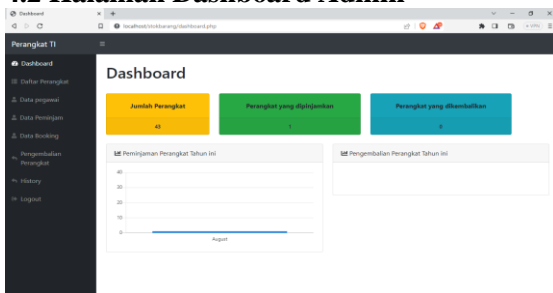 4.2 Halaman Dashboard Admin
Dashboard
localhost/stokbarang/dashboard.php
Perangkat TI
Dashboard
Daftar Perangkat
Data pegawai
Data Peminjam
Data Booking
Pengembalian
Perangkat
History
Logout
Dashboard
Jumlah Perangkat
43
Perangkat yang dipinjamkan
1
Perangkat yang dikembalikan
Peminjaman Perangkat Tahun ini
40
30
20
10
0
August
Pengembalian Perangkat Tahun ini